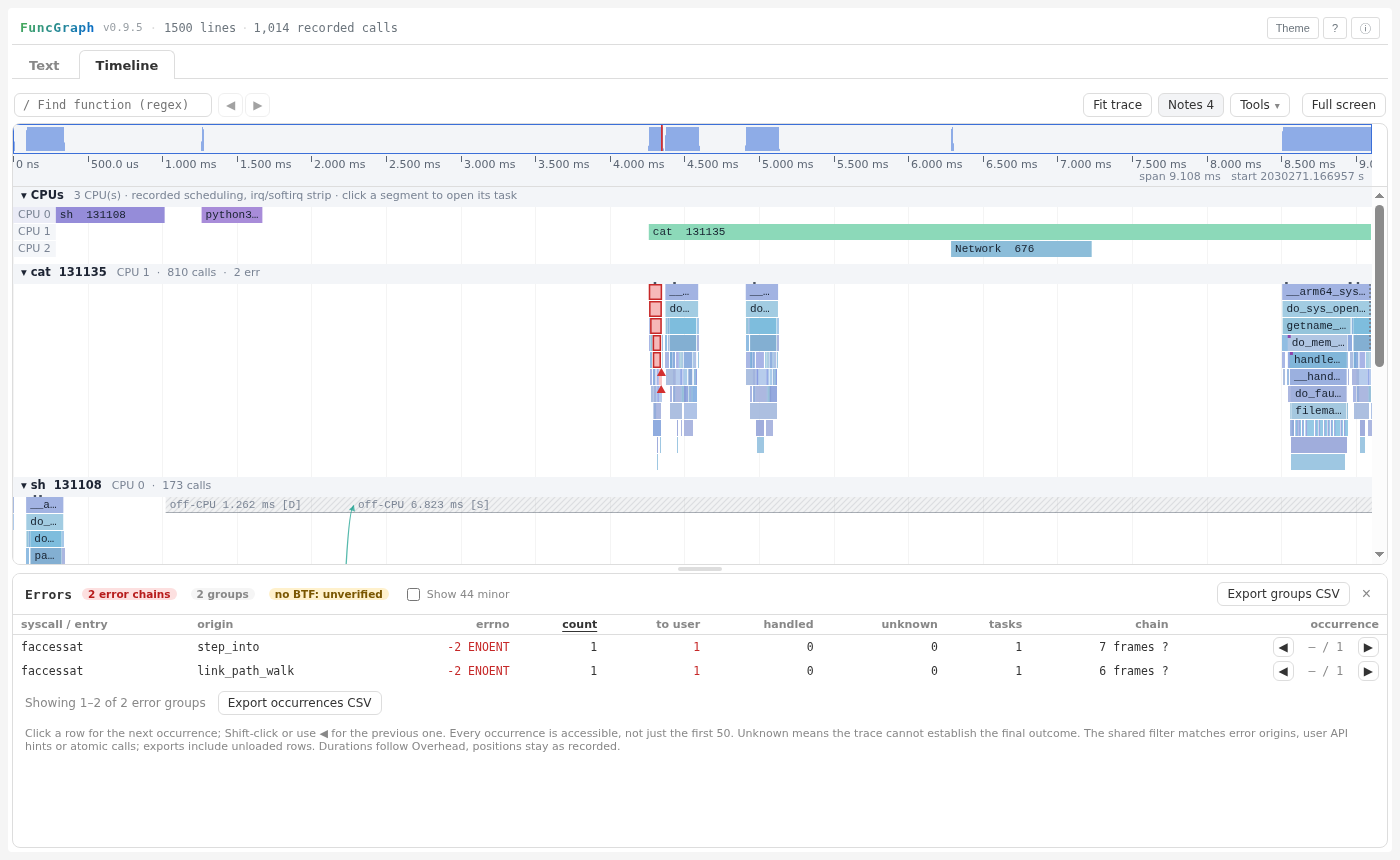 FuncGraph v0.9.5 · 1500 lines · 1,014 recorded calls Theme ? ⓘ
Text Timeline
/ Find function (regex) ◀ ▶ Fit trace Notes 4 Tools ▾ Full screen
0 ns 500.0 us 1.000 ms 1.500 ms 2.000 ms 2.500 ms 3.000 ms 3.500 ms 4.000 ms 4.500 ms 5.000 ms 5.500 ms 6.000 ms 6.500 ms 7.000 ms 7.500 ms 8.000 ms 8.500 ms 9.0
span 9.108 ms start 2030271.166957 s
▾ CPUs 3 CPU(s) · recorded scheduling, irq/softirq strip · click a segment to open its task
CPU 0 sh 131108 python3…
CPU 1 cat 131135
CPU 2 Network 676
▾ cat 131135 CPU 1 · 810 calls · 2 err
__… __… __arm64_sys…
do… do… do_sys_open…
getname_…
do_mem_…
handle…
__hand…
do_fau…
filema…
▾ sh 131108 CPU 0 · 173 calls
__a… off-CPU 1.262 ms [D] off-CPU 6.823 ms [S]
do_…
do…
pa…
Errors 2 error chains 2 groups no BTF: unverified Show 44 minor Export groups CSV ×
syscall / entry origin errno count to user handled unknown tasks chain occurrence
faccessat step_into -2 ENOENT 1 1 0 0 1 7 frames ? ◀ — / 1 ▶
faccessat link_path_walk -2 ENOENT 1 1 0 0 1 6 frames ? ◀ — / 1 ▶
Showing 1–2 of 2 error groups Export occurrences CSV
Click a row for the next occurrence; Shift-click or use ◀ for the previous one. Every occurrence is accessible, not just the first 50. Unknown means the trace cannot establish the final outcome. The shared filter matches error origins, user API
hints or atomic calls; exports include unloaded rows. Durations follow Overhead, positions stay as recorded.